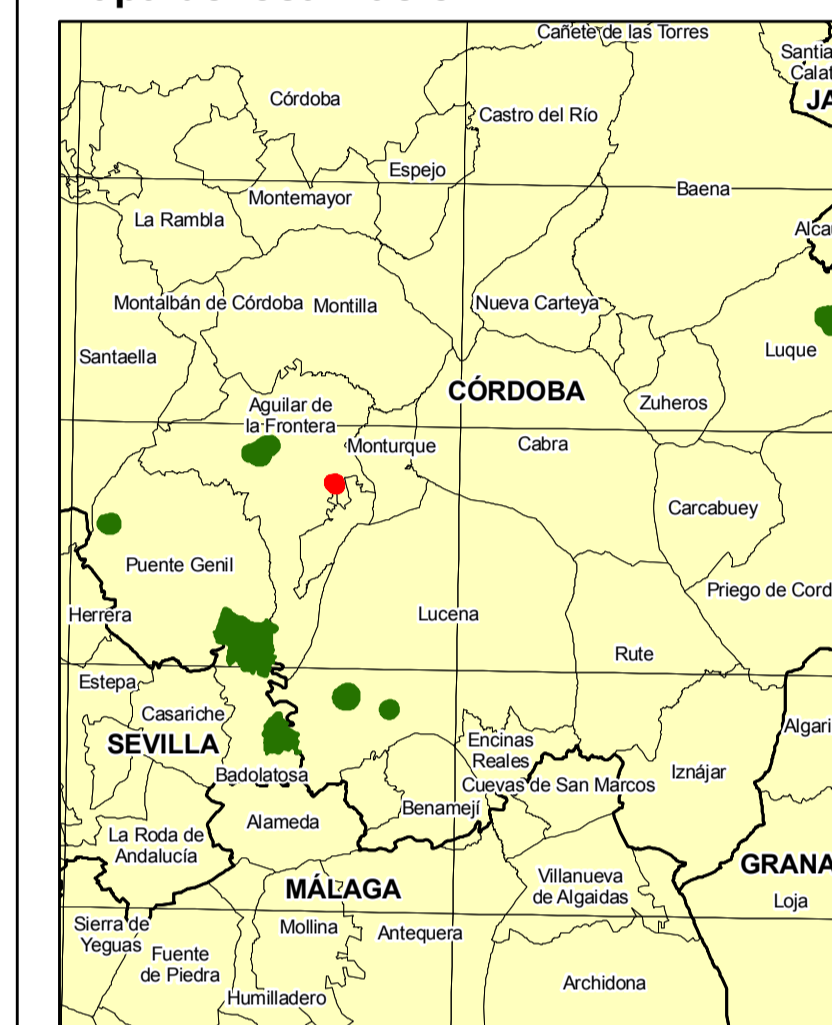 Cañete de las Torres
Santia
Calat
JA
Córdoba
Castro del Río
Espejo
Baena
Montemayor
La Rambla
Alca
Montalbán de Córdoba
Montilla
Nueva Carteya
Santaella
Luque
CÓRDOBA
Zuheros
Aguilar de
la Frontera
Monturque
Cabra
Carcabuey
Puente Genil
Priego de Cord
Herrera
Lucena
Rute
Estepa
Casariche
SEVILLA
Algari
Encinas
Reales
Iznájar
Badolatosa
Cuevas de San Marcos
Benamejí
Alameda
La Roda de
Andalucía
GRANA
MÁLAGA
Villanueva
de Algaidas
Loja
Sierra de
Yeguas
Mollina
Antequera
Fuente
de Piedra
Archidona
Humilladero